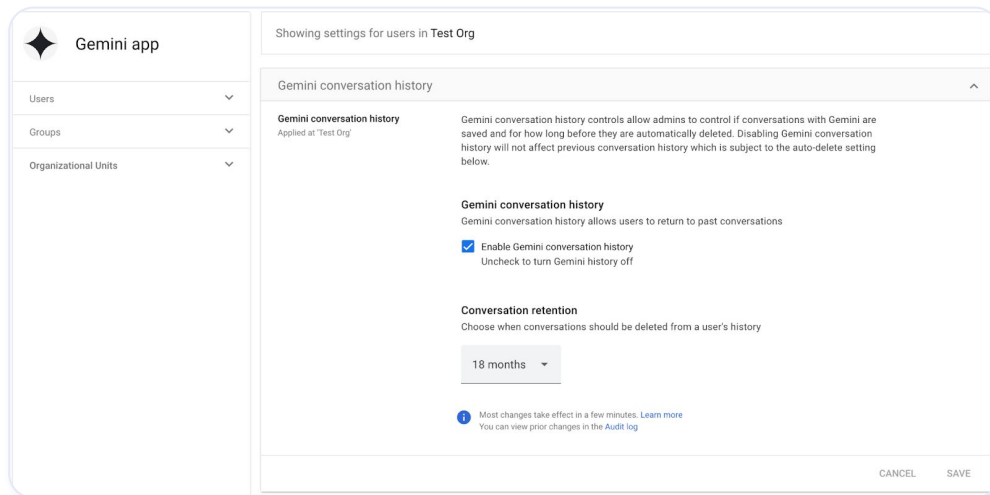 Gemini app
Users
Groups
Organizational Units
Showing settings for users in Test Org
Gemini conversation history
Gemini conversation history
Applied at 'Test Org'
Gemini conversation history controls allow admins to control if conversations with Gemini are
saved and for how long before they are automatically deleted. Disabling Gemini conversation
history will not affect previous conversation history which is subject to the auto-delete setting
below.
Gemini conversation history
Gemini conversation history allows users to return to past conversations
Enable Gemini conversation history
Uncheck to turn Gemini history off
Conversation retention
Choose when conversations should be deleted from a user's history
18 months
Most changes take effect in a few minutes. Learn more
You can view prior changes in the Audit log
CANCEL SAVE